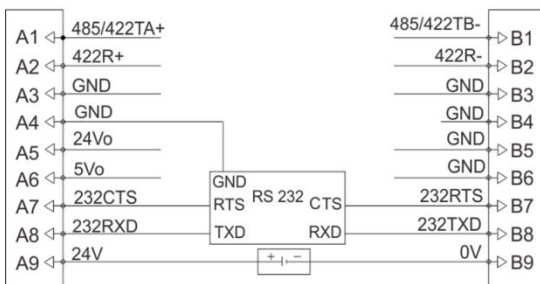 A1 485/422TA+ 485/422TB- B1
A2 422R+ 422R- B2
A3 GND GND B3
A4 GND GND B4
A5 24Vo GND B5
A6 5Vo GND B6
GND
A7 232CTS RTS RS 232 CTS 232RTS B7
A8 232RXD TXD RXD 232TXD B8
A9 24V + - 0V B9